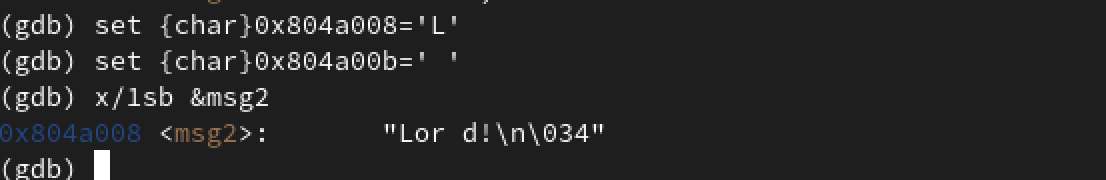 (gdb) set {char}0x804a008='L'
(gdb) set {char}0x804a00b=' '
(gdb) x/1sb &msg2
0x804a008 <msg2>: "Lor d!\n\034"
(gdb)